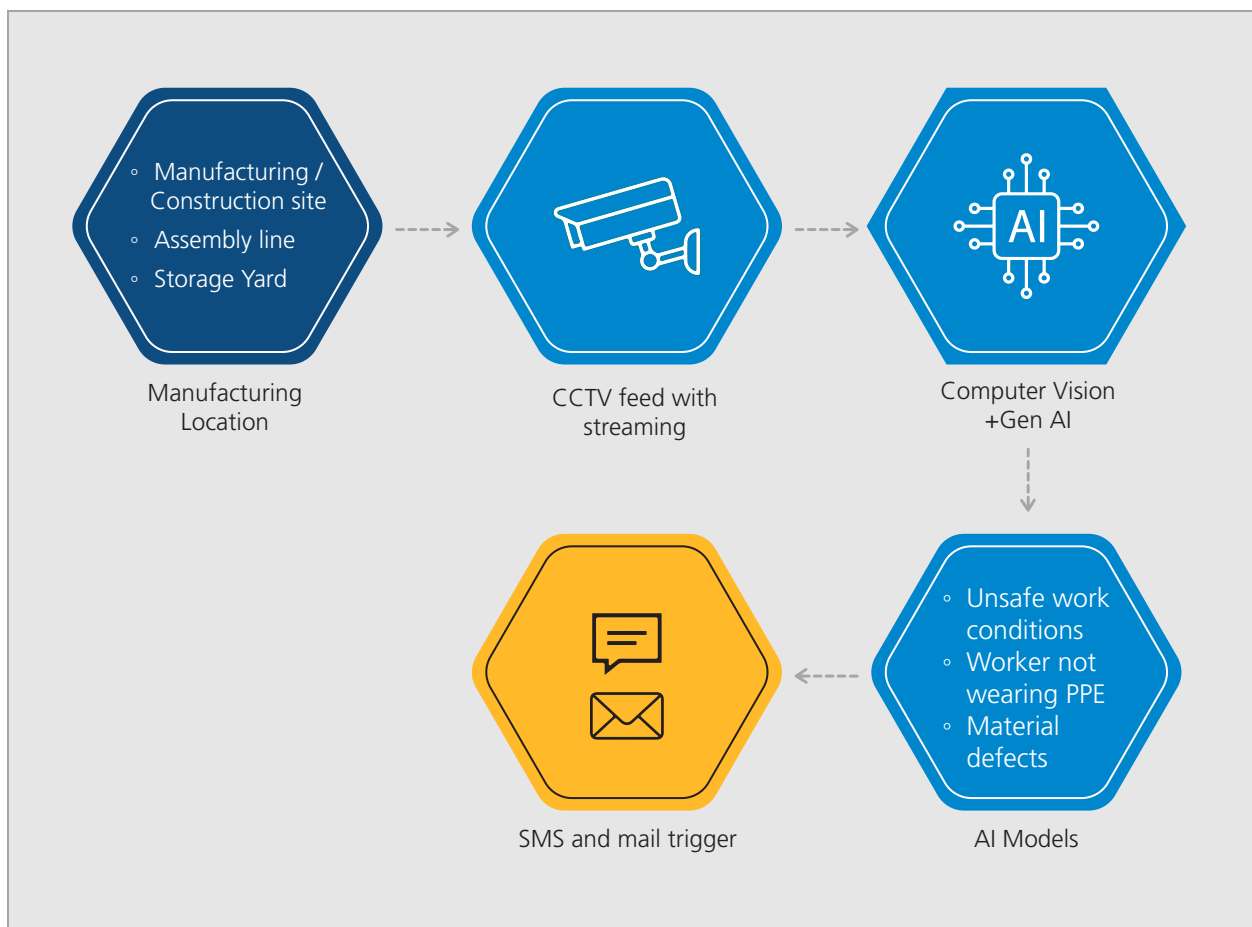 ◦ Manufacturing /
Construction site
◦ Assembly line
◦ Storage Yard
Manufacturing
Location
CCTV feed with
streaming
AI
Computer Vision
+Gen AI
◦ Unsafe work
conditions
◦ Worker not
wearing PPE
◦ Material
defects
AI Models
SMS and mail trigger